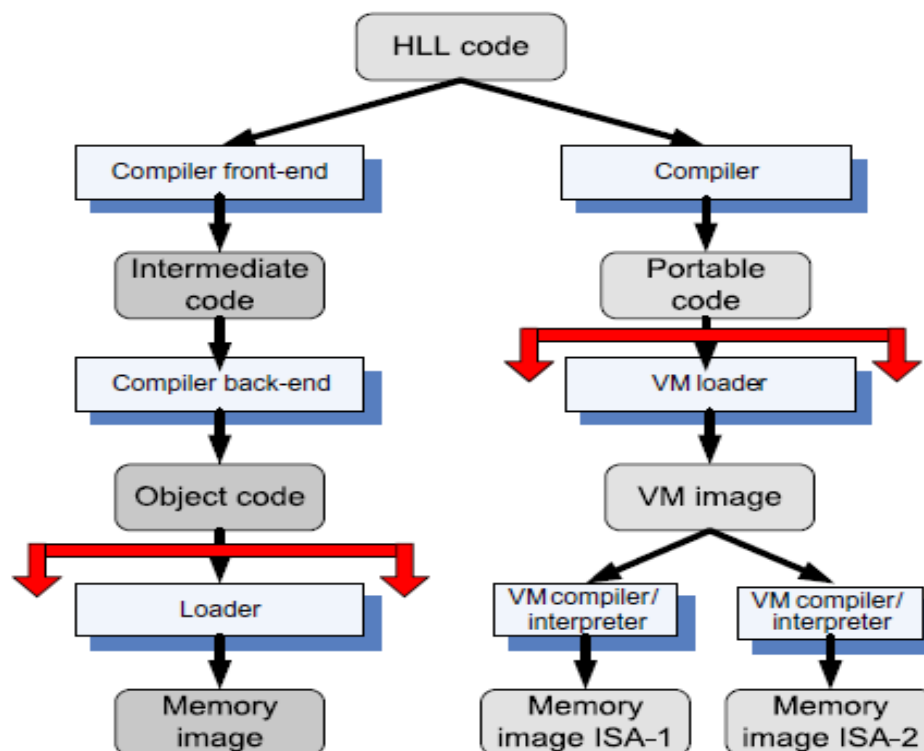 HLL code
Compiler front-end
Compiler
Intermediate
code
Portable
code
Compiler back-end
VM loader
Object code
VM image
Loader
VM compiler/
interpreter
VM compiler/
interpreter
Memory
image
Memory
image ISA-1
Memory
image ISA-2